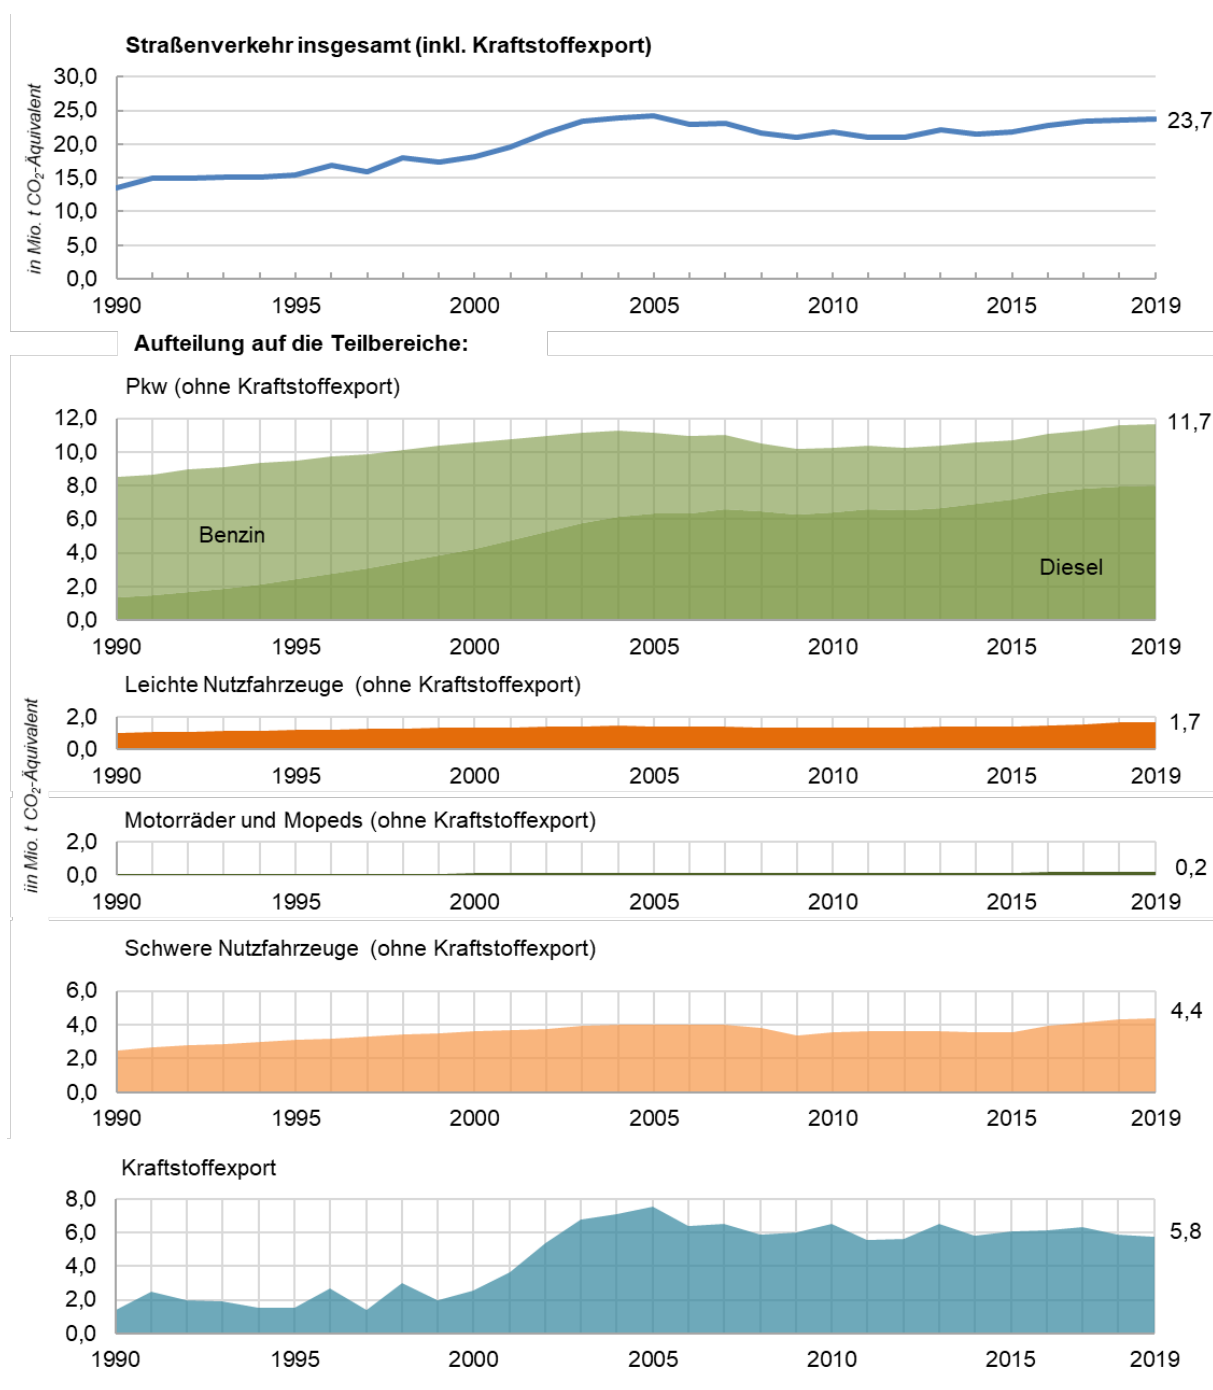 Straßenverkehr insgesamt (inkl. Kraftstoffexport)
in Mio. t CO₂-Äquivalent
30,0
25,0
20,0
15,0
10,0
5,0
0,0
23,7
1990 1995 2000 2005 2010 2015 2019
Aufteilung auf die Teilbereiche:
iin Mio. t CO₂-Äquivalent
Pkw (ohne Kraftstoffexport)
12,0
10,0
8,0
6,0
4,0
2,0
0,0
11,7
Benzin
Diesel
1990 1995 2000 2005 2010 2015 2019
Leichte Nutzfahrzeuge (ohne Kraftstoffexport)
2,0
0,0
1,7
1990 1995 2000 2005 2010 2015 2019
Motorräder und Mopeds (ohne Kraftstoffexport)
2,0
0,0
0,2
1990 1995 2000 2005 2010 2015 2019
Schwere Nutzfahrzeuge (ohne Kraftstoffexport)
6,0
4,0
2,0
0,0
4,4
1990 1995 2000 2005 2010 2015 2019
Kraftstoffexport
8,0
6,0
4,0
2,0
0,0
5,8
1990 1995 2000 2005 2010 2015 2019